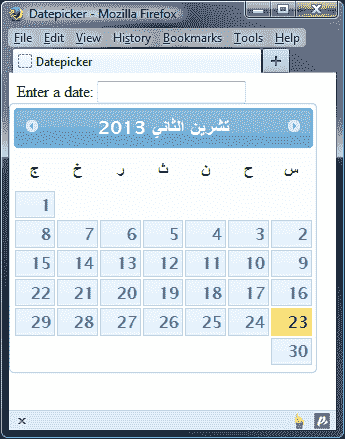 Datepicker - Mozilla Firefox
File Edit View History Bookmarks Tools Help
Datepicker
Enter a date:
تشرين الثاني 2013
س ح ن ث ر خ ج
1
2 3 4 5 6 7 8
9 10 11 12 13 14 15
16 17 18 19 20 21 22
23 24 25 26 27 28 29
30